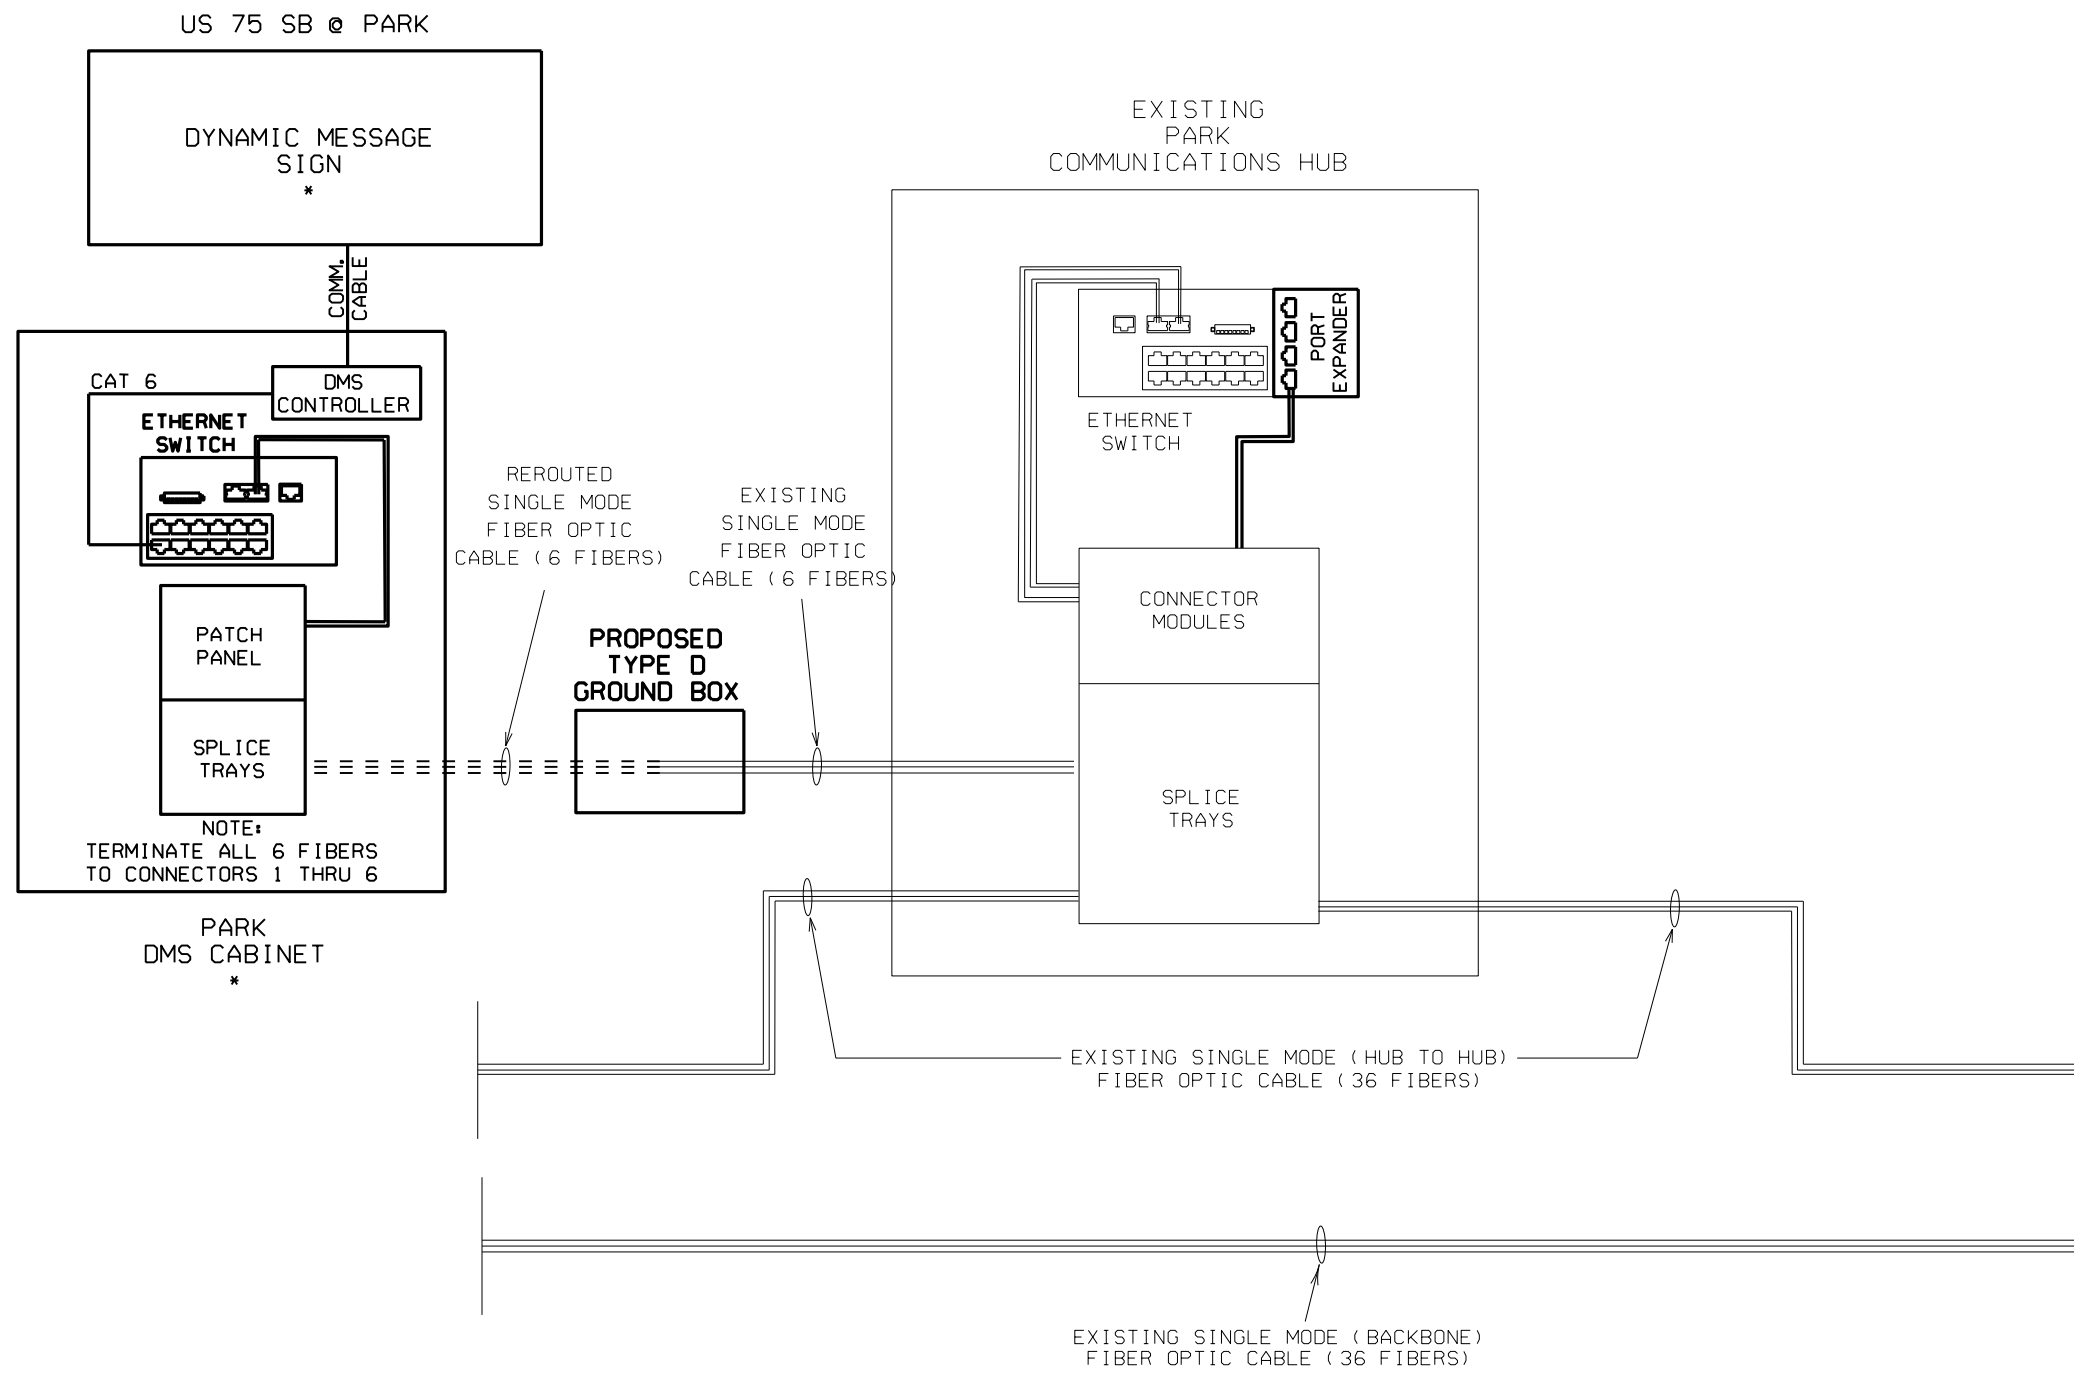 US 75 SB @ PARK
DYNAMIC MESSAGE
SIGN
*
COMM.
CABLE
CAT 6
DMS
CONTROLLER
ETHERNET
SWITCH
PATCH
PANEL
SPLICE
TRAYS
NOTE:
TERMINATE ALL 6 FIBERS
TO CONNECTORS 1 THRU 6
PARK
DMS CABINET
*
REROUTED
SINGLE MODE
FIBER OPTIC
CABLE (6 FIBERS)
EXISTING
SINGLE MODE
FIBER OPTIC
CABLE (6 FIBERS)
PROPOSED
TYPE D
GROUND BOX
EXISTING
PARK
COMMUNICATIONS HUB
PORT
EXPANDER
ETHERNET
SWITCH
CONNECTOR
MODULES
SPLICE
TRAYS
EXISTING SINGLE MODE (HUB TO HUB)
FIBER OPTIC CABLE (36 FIBERS)
EXISTING SINGLE MODE (BACKBONE)
FIBER OPTIC CABLE (36 FIBERS)